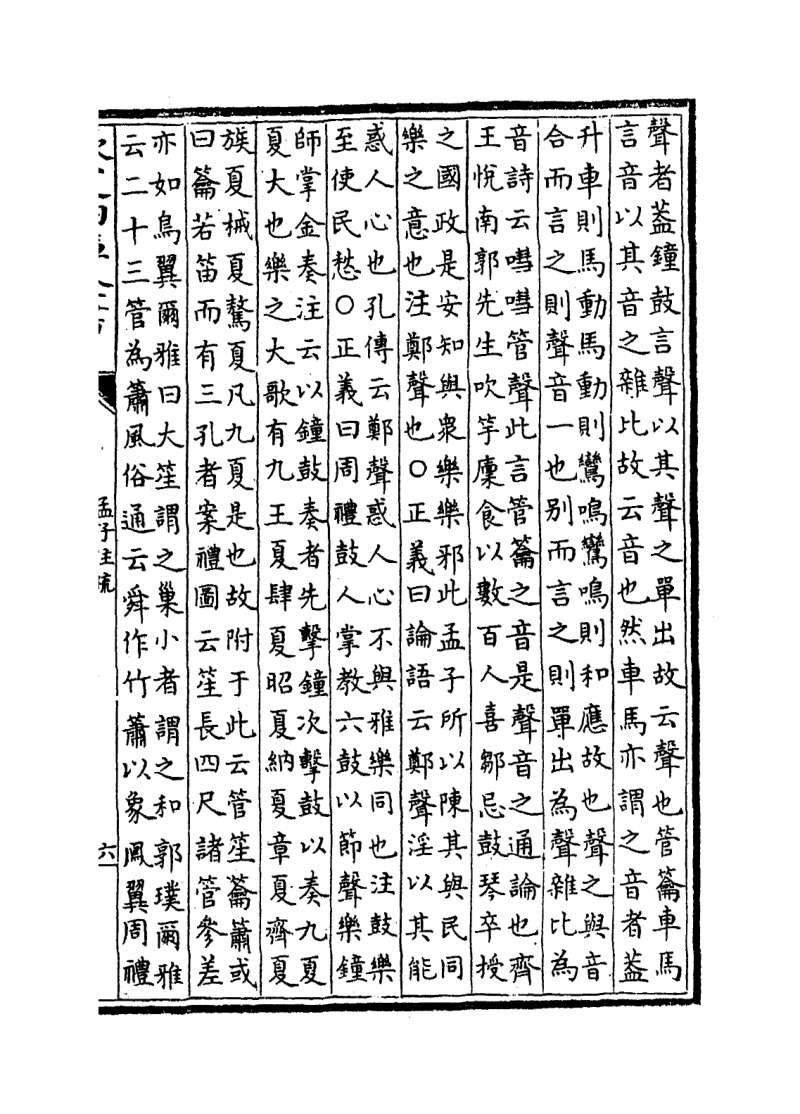 聲者葢鐘鼓言聲以其聲之單出故云聲也管籥車馬
言音以其音之雜比故云音也然車馬亦謂之音者葢
升車則馬動馬動則鸞鳴鸞鳴則和應故也聲之與音
合而言之則聲音一也别而言之則單出為聲雜比為
音詩云嘒嘒管聲此言管籥之音是聲音之通論也齊
王悅南郭先生吹竽廩食以數百人喜鄒忌鼓琴卒授
之國政是安知與衆樂樂邪此孟子所以陳其與民同
樂之意也注鄭聲也○正義曰論語云鄭聲淫以其能
惑人心也孔傳云鄭聲惑人心不與雅樂同也注鼓樂
至使民愁○正義曰周禮鼓人掌教六鼓以節聲樂鐘
師掌金奏注云以鐘鼓奏者先擊鐘次擊鼓以奏九夏
夏大也樂之大歌有九王夏肆夏昭夏納夏章夏齊夏
族夏祴夏驁夏凡九夏是也故附于此云管笙籥簫或
曰籥若笛而有三孔者案禮圖云笙長四尺諸管參差
亦如鳥翼爾雅曰大笙謂之巢小者謂之和郭璞爾雅
云二十三管為簫風俗通云舜作竹簫以象鳳翼周禮
孟子注疏
六